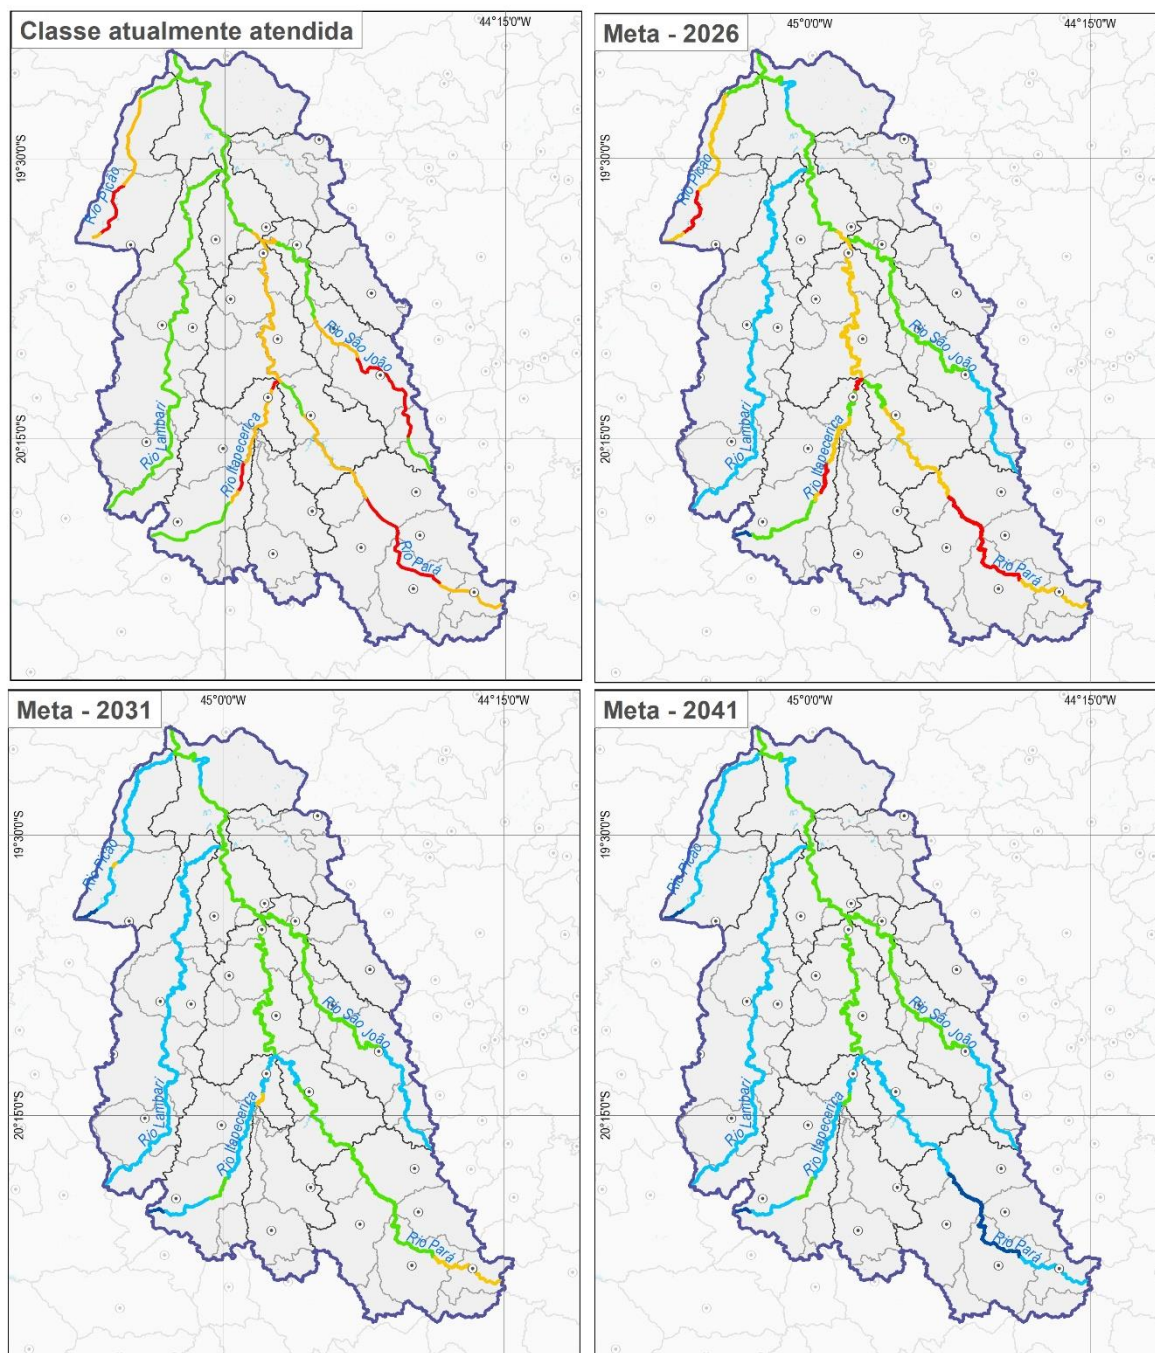 Classe atualmente atendida
44°15'0"W
19°30'0"S
20°15'0"S
Rio Picão
Rio Lambari
Rio Itapecerica
Rio São João
Rio Pará
Meta - 2026
45°0'0"W
44°15'0"W
19°30'0"S
20°15'0"S
Rio Picão
Rio Lambari
Rio Itapecerica
Rio São João
Rio Pará
Meta - 2031
45°0'0"W
44°15'0"W
19°30'0"S
20°15'0"S
Rio Picão
Rio Lambari
Rio Itapecerica
Rio São João
Rio Pará
Meta - 2041
45°0'0"W
44°15'0"W
19°30'0"S
20°15'0"S
Rio Picão
Rio Lambari
Rio Itapecerica
Rio São João
Rio Pará